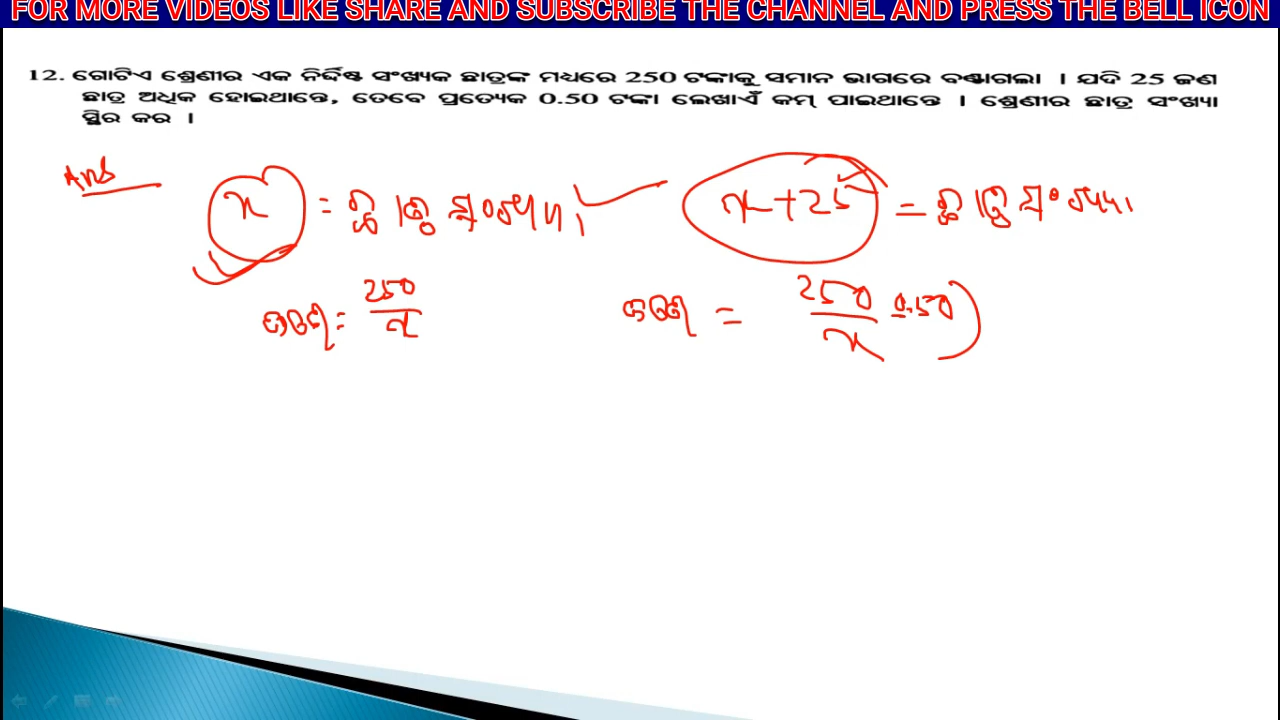 FOR MORE VIDEOS LIKE SHARE AND SUBSCRIBE THE CHANNEL AND PRESS THE BELL ICON
12. ଗୋଟିଏ ଶ୍ରେଣୀର ଏକ ନିର୍ଦ୍ଦିଷ୍ଟ ସଂଖ୍ୟକ ଛାତ୍ରଙ୍କ ମଧ୍ୟରେ 250 ଟଙ୍କାକୁ ସମାନ ଭାଗରେ ବଣ୍ଟାଗଲା । ଯଦି 25 ଜଣ
ଛାତ୍ର ଅଧିକ ହୋଇଥାନ୍ତେ, ତେବେ ପ୍ରତ୍ୟେକ 0.50 ଟଙ୍କା ଲେଖାଏଁ କମ୍ ପାଇଥାନ୍ତେ । ଶ୍ରେଣୀର ଛାତ୍ର ସଂଖ୍ୟା
ସ୍ଥିର କର ।
Ans
x = ଛାତ୍ର ସଂଖ୍ୟା x+25 = ଛାତ୍ର ସଂଖ୍ୟା
= 250/x = 250/x 0.50)